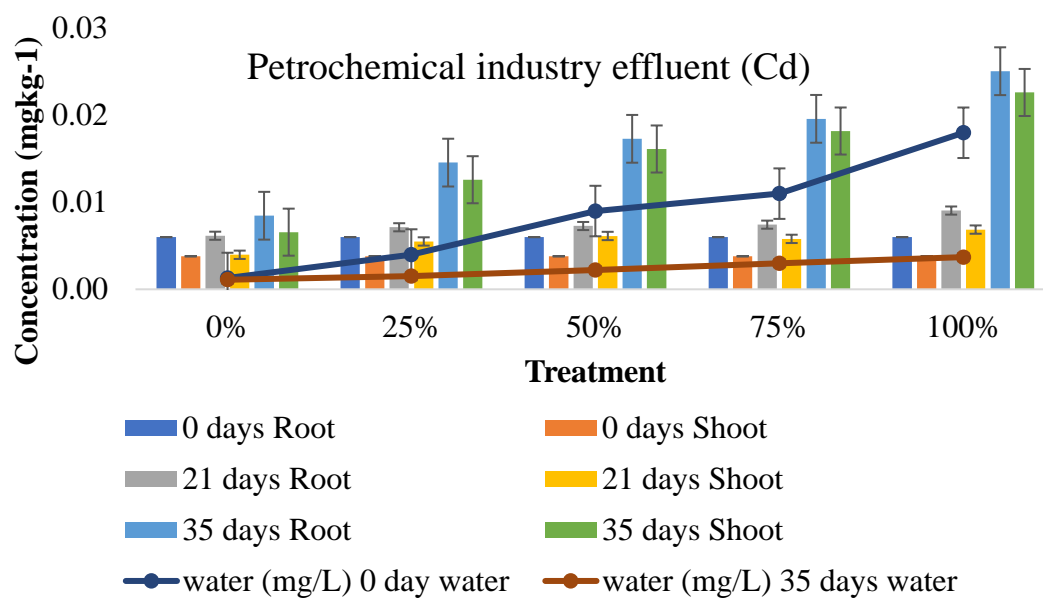 0.03
Petrochemical industry effluent (Cd)
0.02
0.01
0.00
Concentration (mgkg-1)
0% 25% 50% 75% 100%
Treatment
0 days Root 0 days Shoot
21 days Root 21 days Shoot
35 days Root 35 days Shoot
water (mg/L) 0 day water water (mg/L) 35 days water